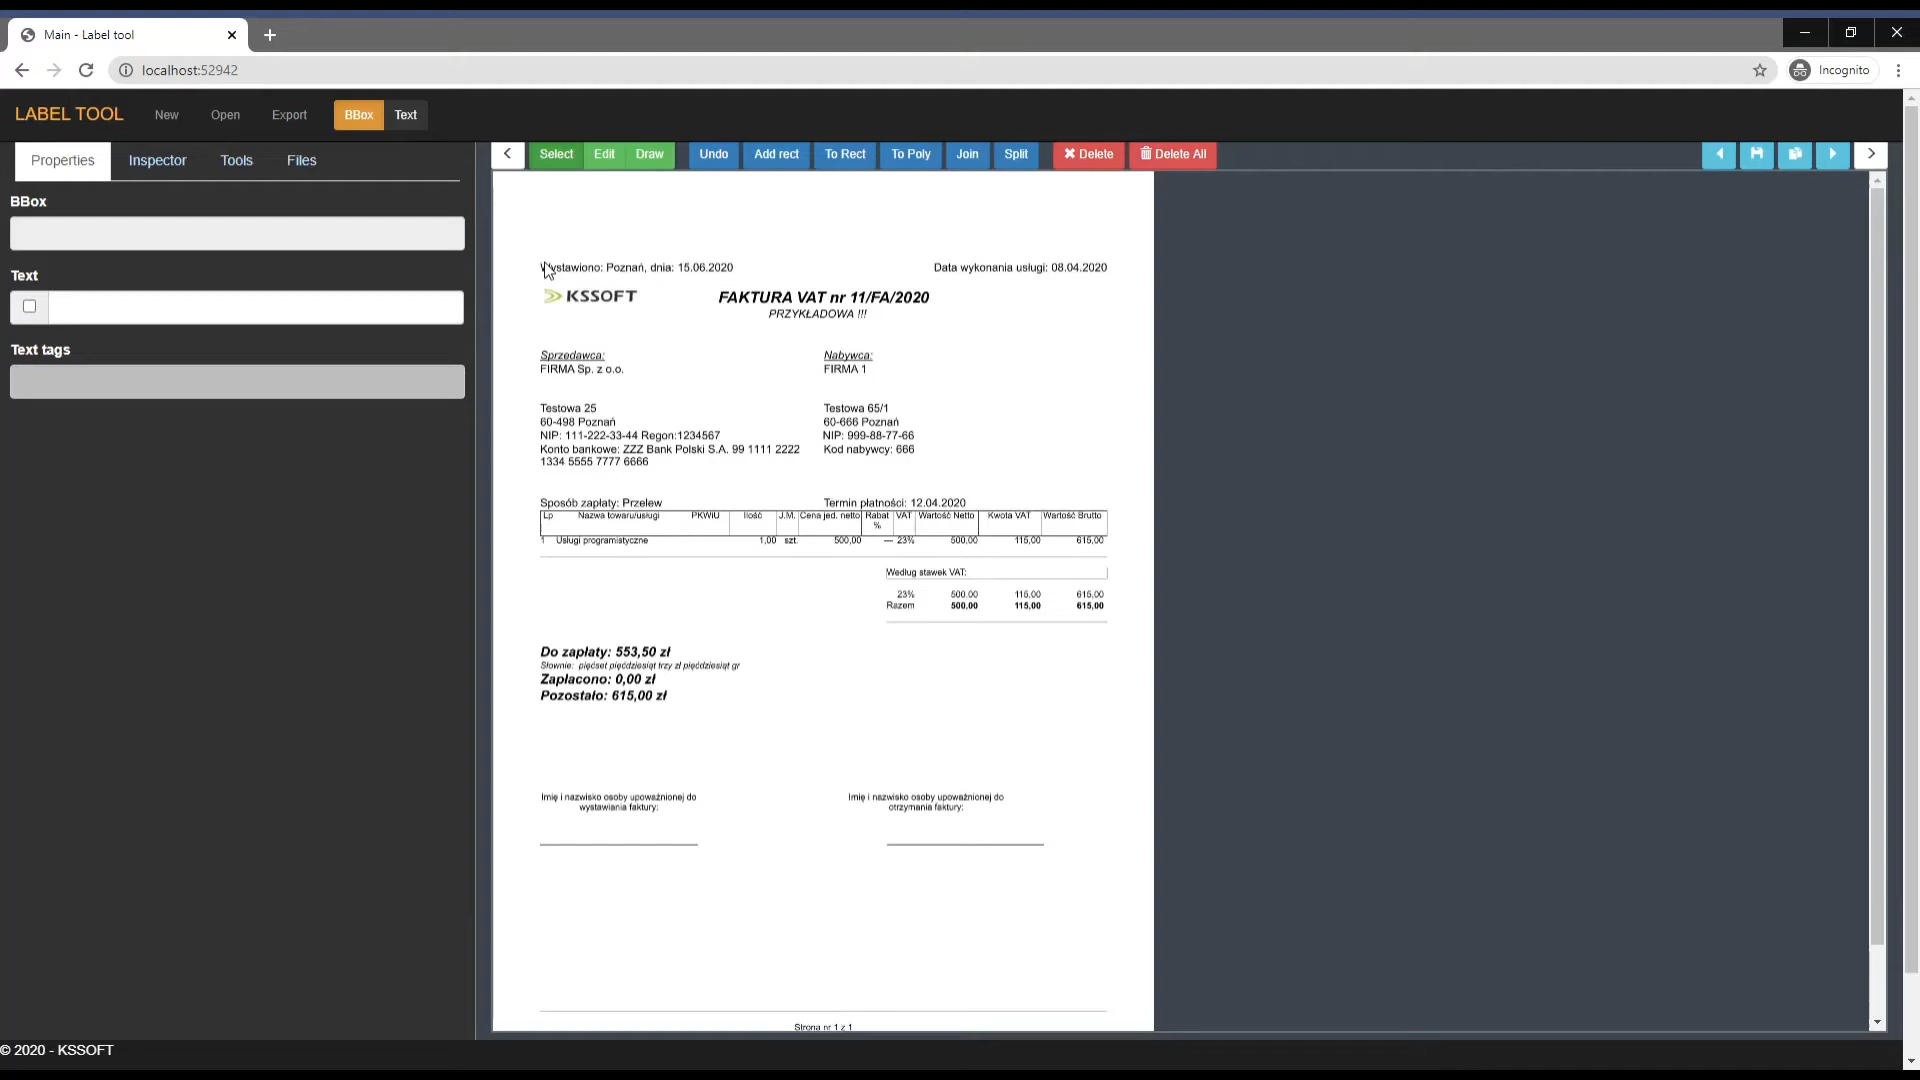 Main - Label tool
localhost:52942
Incognito
LABEL TOOL New Open Export BBox Text
Properties Inspector Tools Files
Select Edit Draw Undo Add rect To Rect To Poly Join Split Delete Delete All
BBox
Text
Text tags
Wystawiono: Poznań, dnia: 15.06.2020 Data wykonania usługi: 08.04.2020
KSSOFT FAKTURA VAT nr 11/FA/2020
PRZYKŁADOWA !!!
Sprzedawca: Nabywca:
FIRMA Sp. z o.o. FIRMA 1
Testowa 25 Testowa 65/1
60-498 Poznań 60-666 Poznań
NIP: 111-222-33-44 Regon:1234567 NIP: 999-88-77-66
Konto bankowe: ZZZ Bank Polski S.A. 99 1111 2222 Kod nabywcy: 666
1334 5555 7777 6666
Sposób zapłaty: Przelew Termin płatności: 12.04.2020
Lp Nazwa towaru/usługi PKWiU Ilość J.M. Cena jed. netto Rabat VAT Wartość Netto Kwota VAT Wartość Brutto
%
1 Usługi programistyczne 1,00 szt. 500,00 — 23% 500,00 115,00 615,00
Według stawek VAT:
23% 500,00 115,00 615,00
Razem 500,00 115,00 615,00
Do zapłaty: 553,50 zł
Słownie: pięćset pięćdziesiąt trzy zł pięćdziesiąt gr
Zapłacono: 0,00 zł
Pozostało: 615,00 zł
Imię i nazwisko osoby upoważnionej do Imię i nazwisko osoby upoważnionej do
wystawiania faktury: otrzymania faktury:
Strona nr 1 z 1
© 2020 - KSSOFT